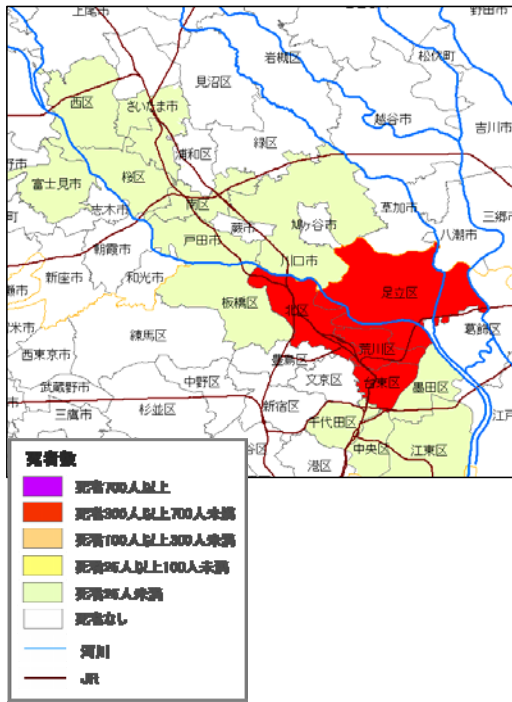 上尾市
野田市
岩槻区
松伏町
見沼区
西区
さいたま市
越谷市
吉川市
緑区
浦和区
桜区
富士見市
南区
志木市
蕨市
鳩ヶ谷市
草加市
三郷
八潮市
戸田市
朝霞市
川口市
新座市
和光市
足立区
板橋区
北区
葛飾区
練馬区
荒川区
西東京市
豊島区
台東区
墨田区
文京区
中野区
武蔵野市
新宿区
杉並区
三鷹市
千代田区
江戸
中央区
江東区
港区
死者数
死者700人以上
死者300人以上700人未満
死者100人以上300人未満
死者25人以上100人未満
死者25人未満
死者なし
河川
JR